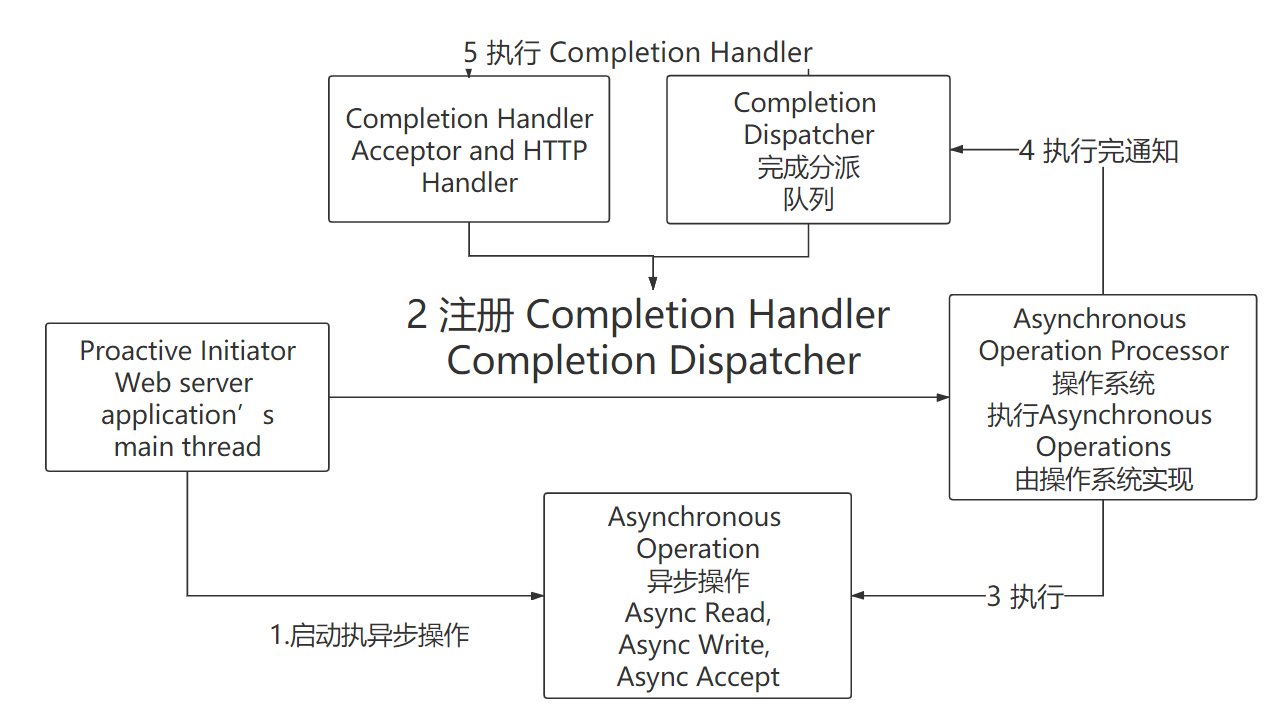 5 执行 Completion Handler
Completion Handler
Acceptor and HTTP
Handler
Completion
Dispatcher
完成分派
队列
4 执行完通知
2 注册 Completion Handler
Completion Dispatcher
Proactive Initiator
Web server
application’s
main thread
Asynchronous
Operation Processor
操作系统
执行Asynchronous
Operations
由操作系统实现
Asynchronous
Operation
异步操作
Async Read,
Async Write,
Async Accept
3 执行
1.启动执异步操作